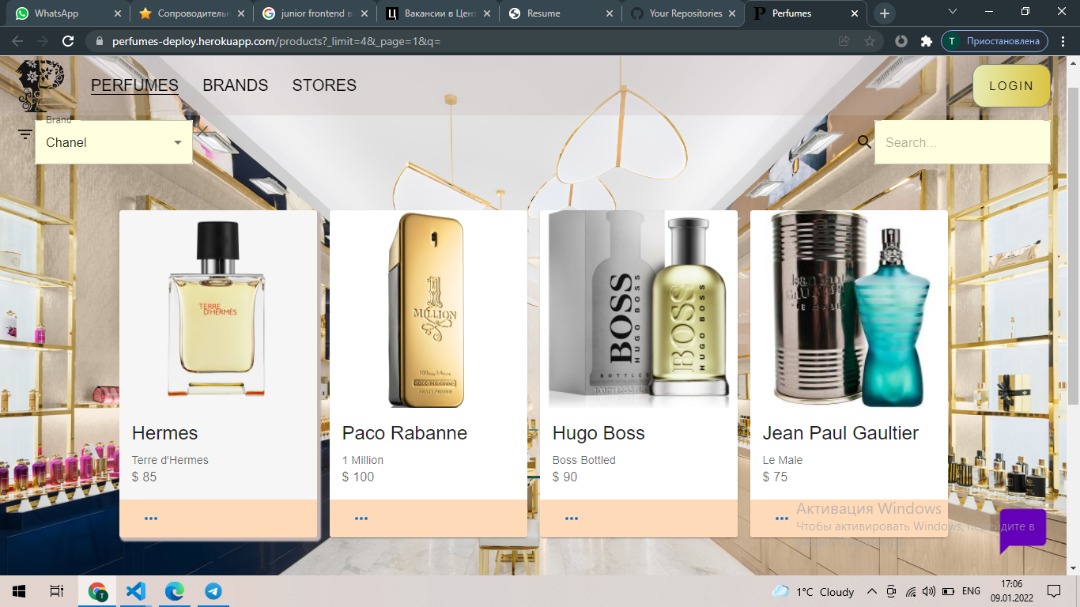 WhatsApp
Сопроводитель
junior frontend в
Вакансии в Цен
Resume
Your Repositories
Perfumes
perfumes-deploy.herokuapp.com/products?_limit=4&_page=1&q=
T
Приостановлена
PERFUMES
BRANDS
STORES
LOGIN
Brand
Chanel
Search...
TERRE
D'HERMÈS
1
MILLION
BOSS
HUGO BOSS
BOTTLED
BOSS
HUGO BOSS
Hermes
Paco Rabanne
Hugo Boss
Jean Paul Gaultier
Terre d'Hermes
1 Million
Boss Bottled
Le Male
$ 85
$ 100
$ 90
$ 75
...
...
...
...
Активация Windows
Чтобы активировать Windows,
1°C Cloudy
ENG
17:06
09.01.2022